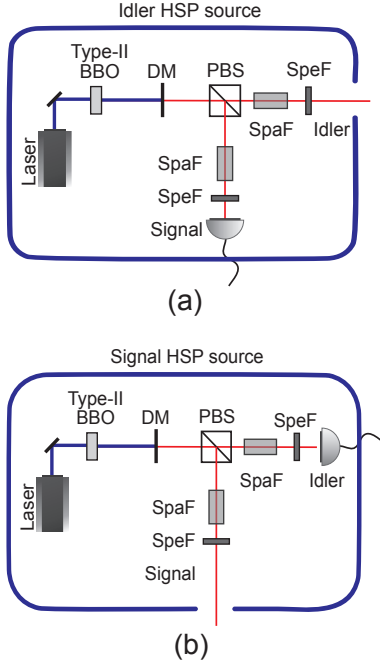 Idler HSP source
Type-II
BBO
DM
PBS
SpeF
SpaF
Idler
Laser
SpaF
SpeF
Signal
(a)
Signal HSP source
Type-II
BBO
DM
PBS
SpeF
SpaF
Idler
Laser
SpaF
SpeF
Signal
(b)